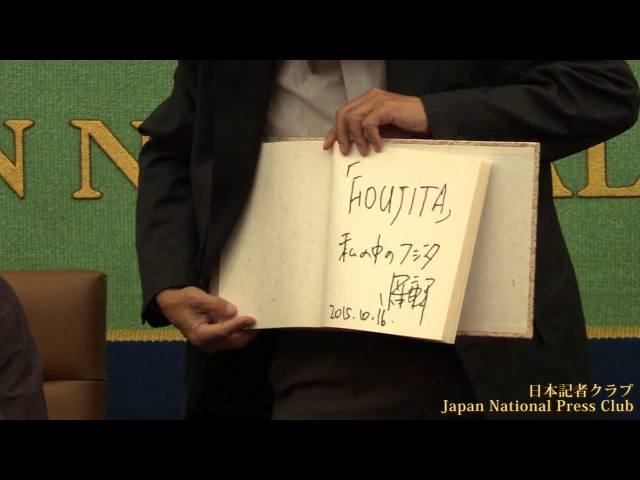 「FOUJITA」
私の中のフジタ
2015.10.16.
日本記者クラブ
Japan National Press Club